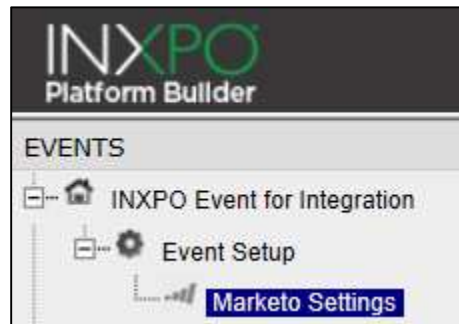 INXPO
Platform Builder
EVENTS
INXPO Event for Integration
Event Setup
Marketo Settings